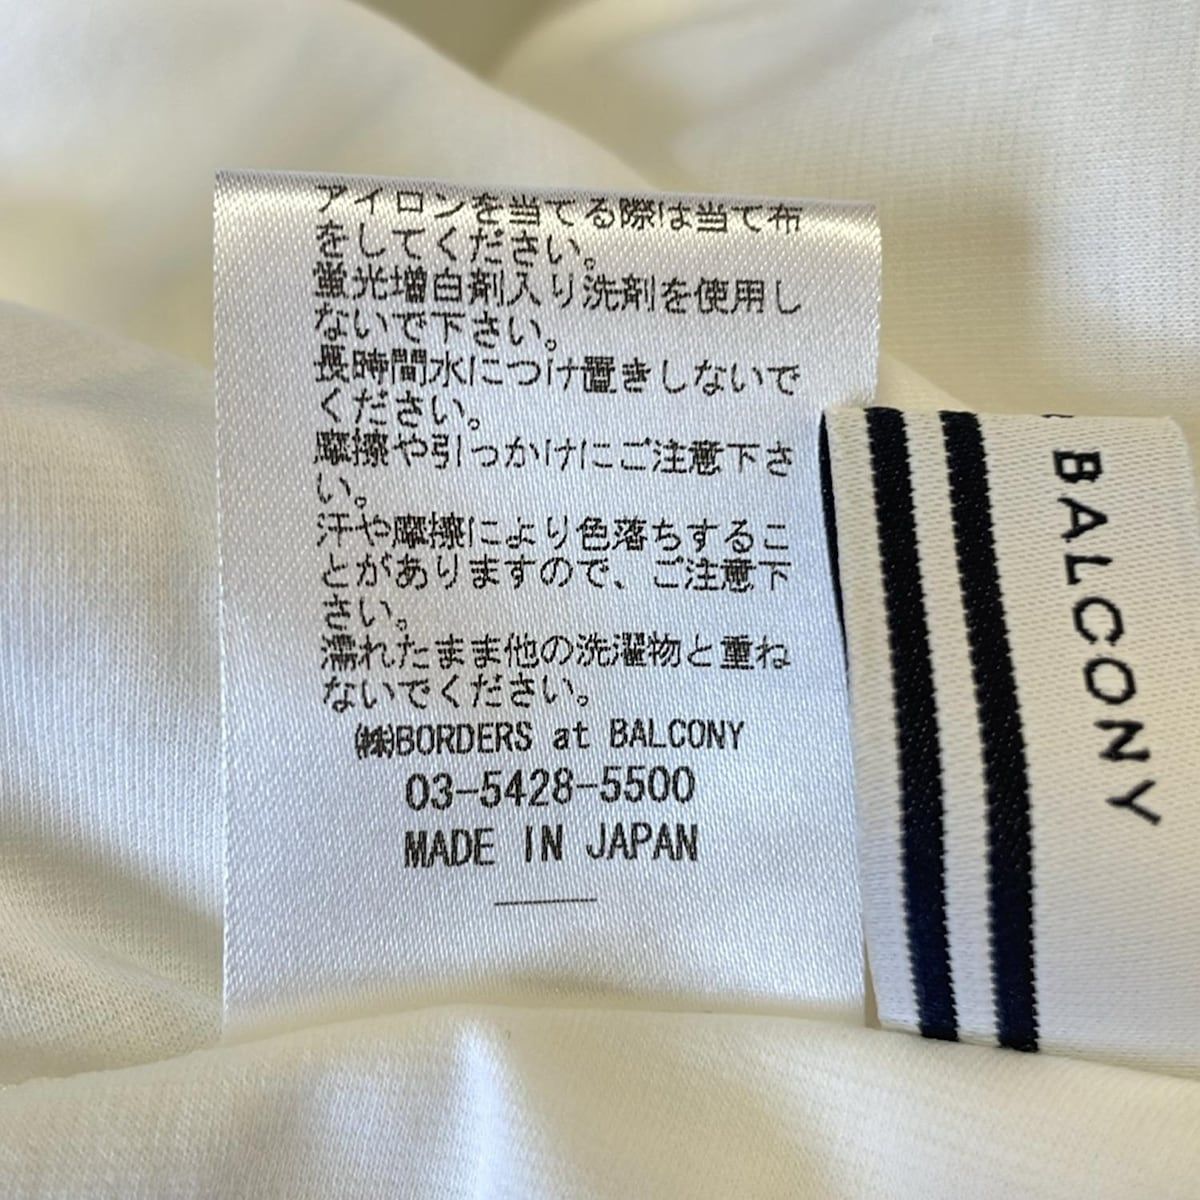 アイロンを当てる際は当て布
をしてください。
蛍光増白剤入り洗剤を使用し
ないで下さい。
長時間水につけ置きしないで
ください。
摩擦や引っかけにご注意下さ
い。
汗や摩擦により色落ちするこ
とがありますので、ご注意下
さい。
濡れたまま他の洗濯物と重ね
ないでください。
㈱BORDERS at BALCONY
03-5428-5500
MADE IN JAPAN
BALCONY